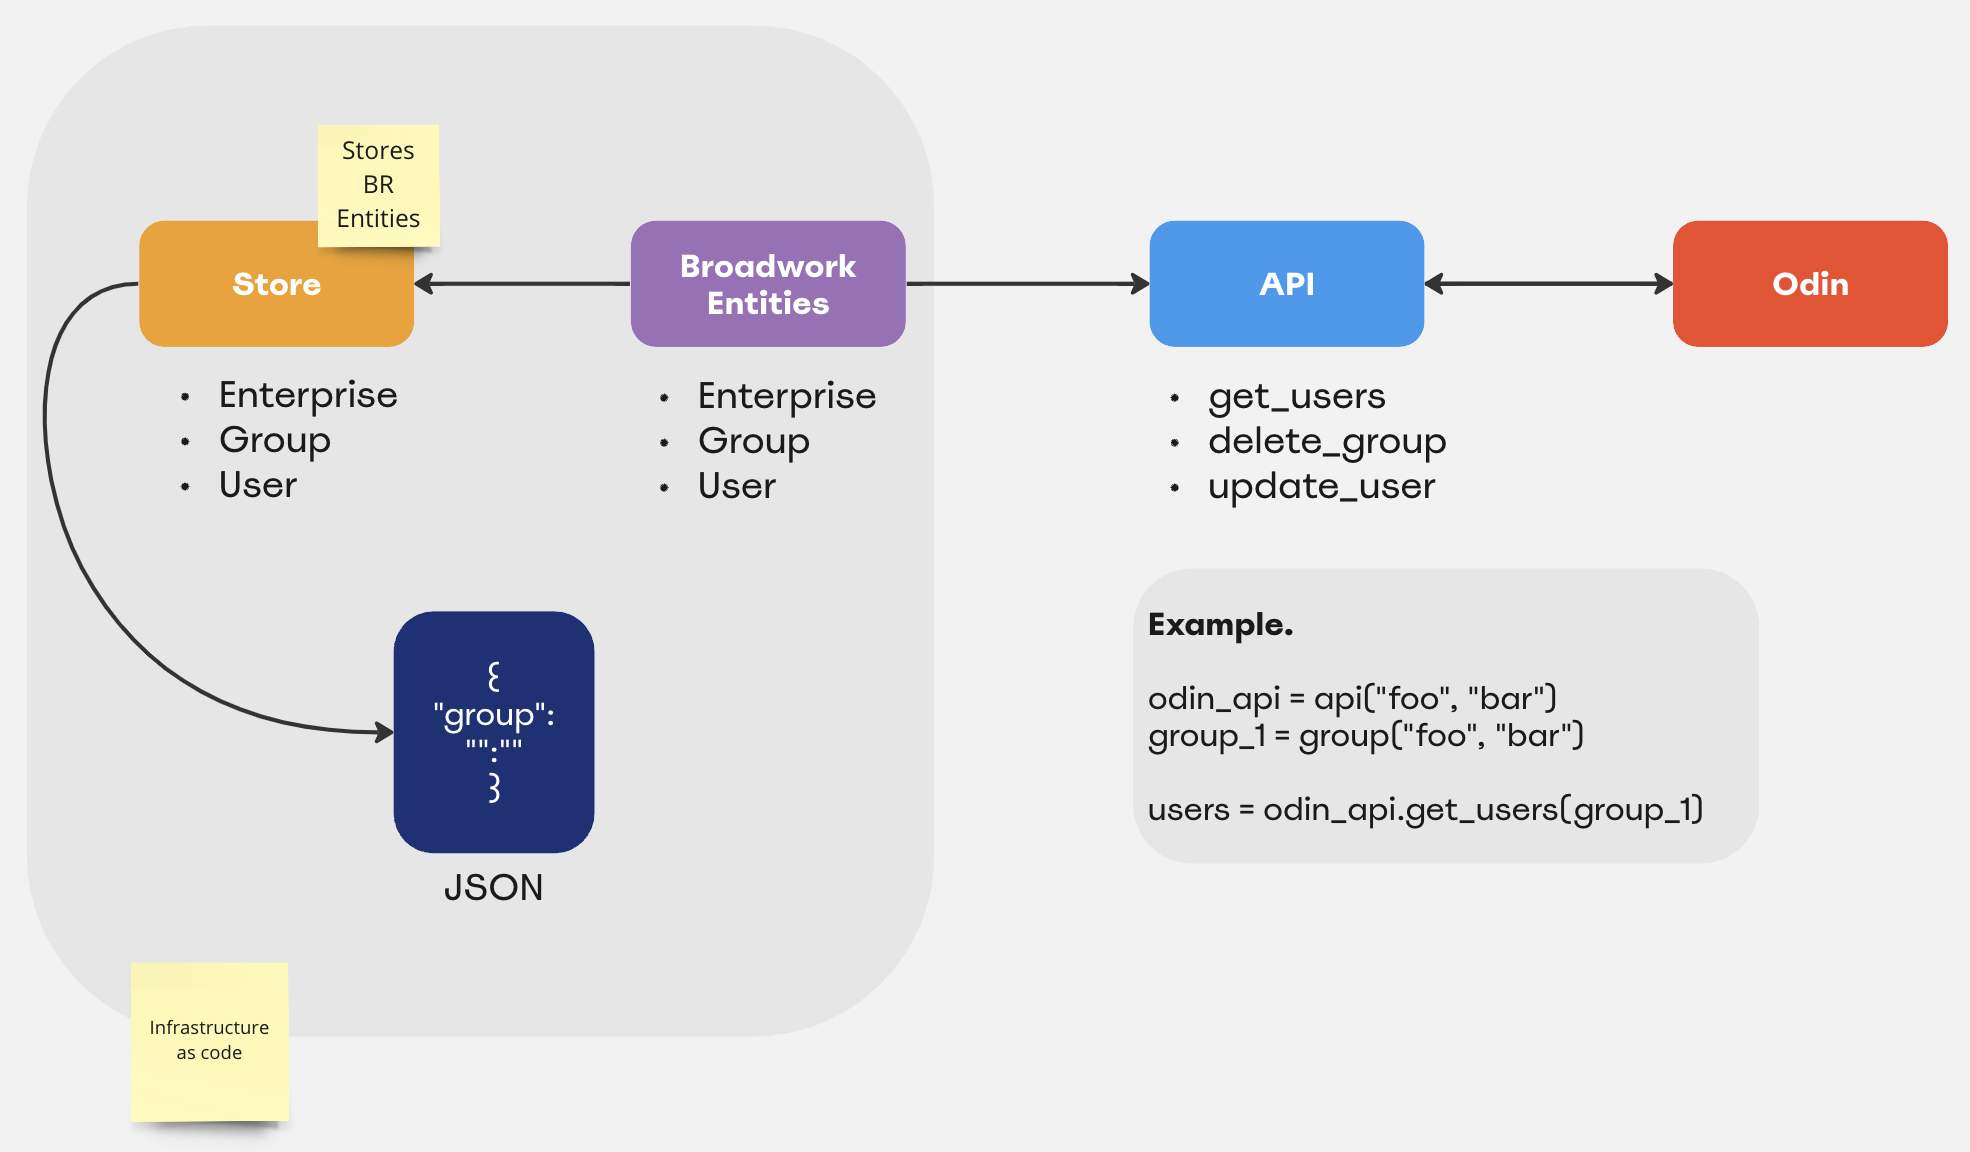 Stores
BR
Entities
Store
Broadwork
Entities
API
Odin
• Enterprise
• Group
• User
• Enterprise
• Group
• User
• get_users
• delete_group
• update_user
{
"group":
"":""
}
JSON
Example.
odin_api = api("foo", "bar")
group_1 = group("foo", "bar")
users = odin_api.get_users(group_1)
Infrastructure
as code